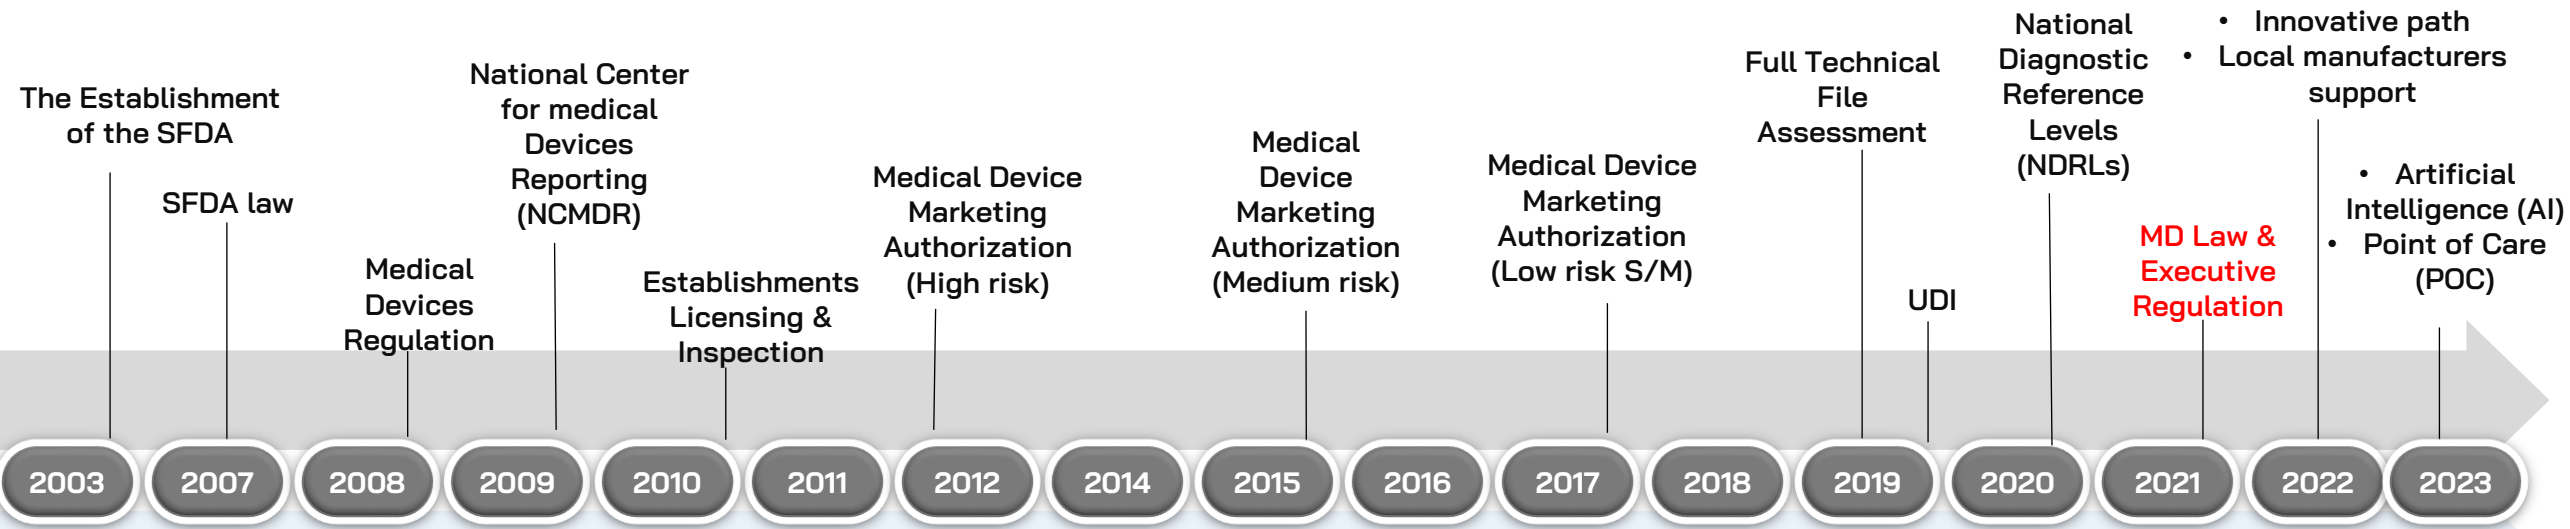 The Establishment
of the SFDA
SFDA law
Medical
Devices
Regulation
National Center
for medical
Devices
Reporting
(NCMDR)
Establishments
Licensing &
Inspection
Medical Device
Marketing
Authorization
(High risk)
Medical
Device
Marketing
Authorization
(Medium risk)
Medical Device
Marketing
Authorization
(Low risk S/M)
Full Technical
File
Assessment
UDI
National
Diagnostic
Reference
Levels
(NDRLs)
MD Law &
Executive
Regulation
• Innovative path
• Local manufacturers
support
• Artificial
Intelligence (AI)
• Point of Care
(POC)
2003 2007 2008 2009 2010 2011 2012 2014 2015 2016 2017 2018 2019 2020 2021 2022 2023